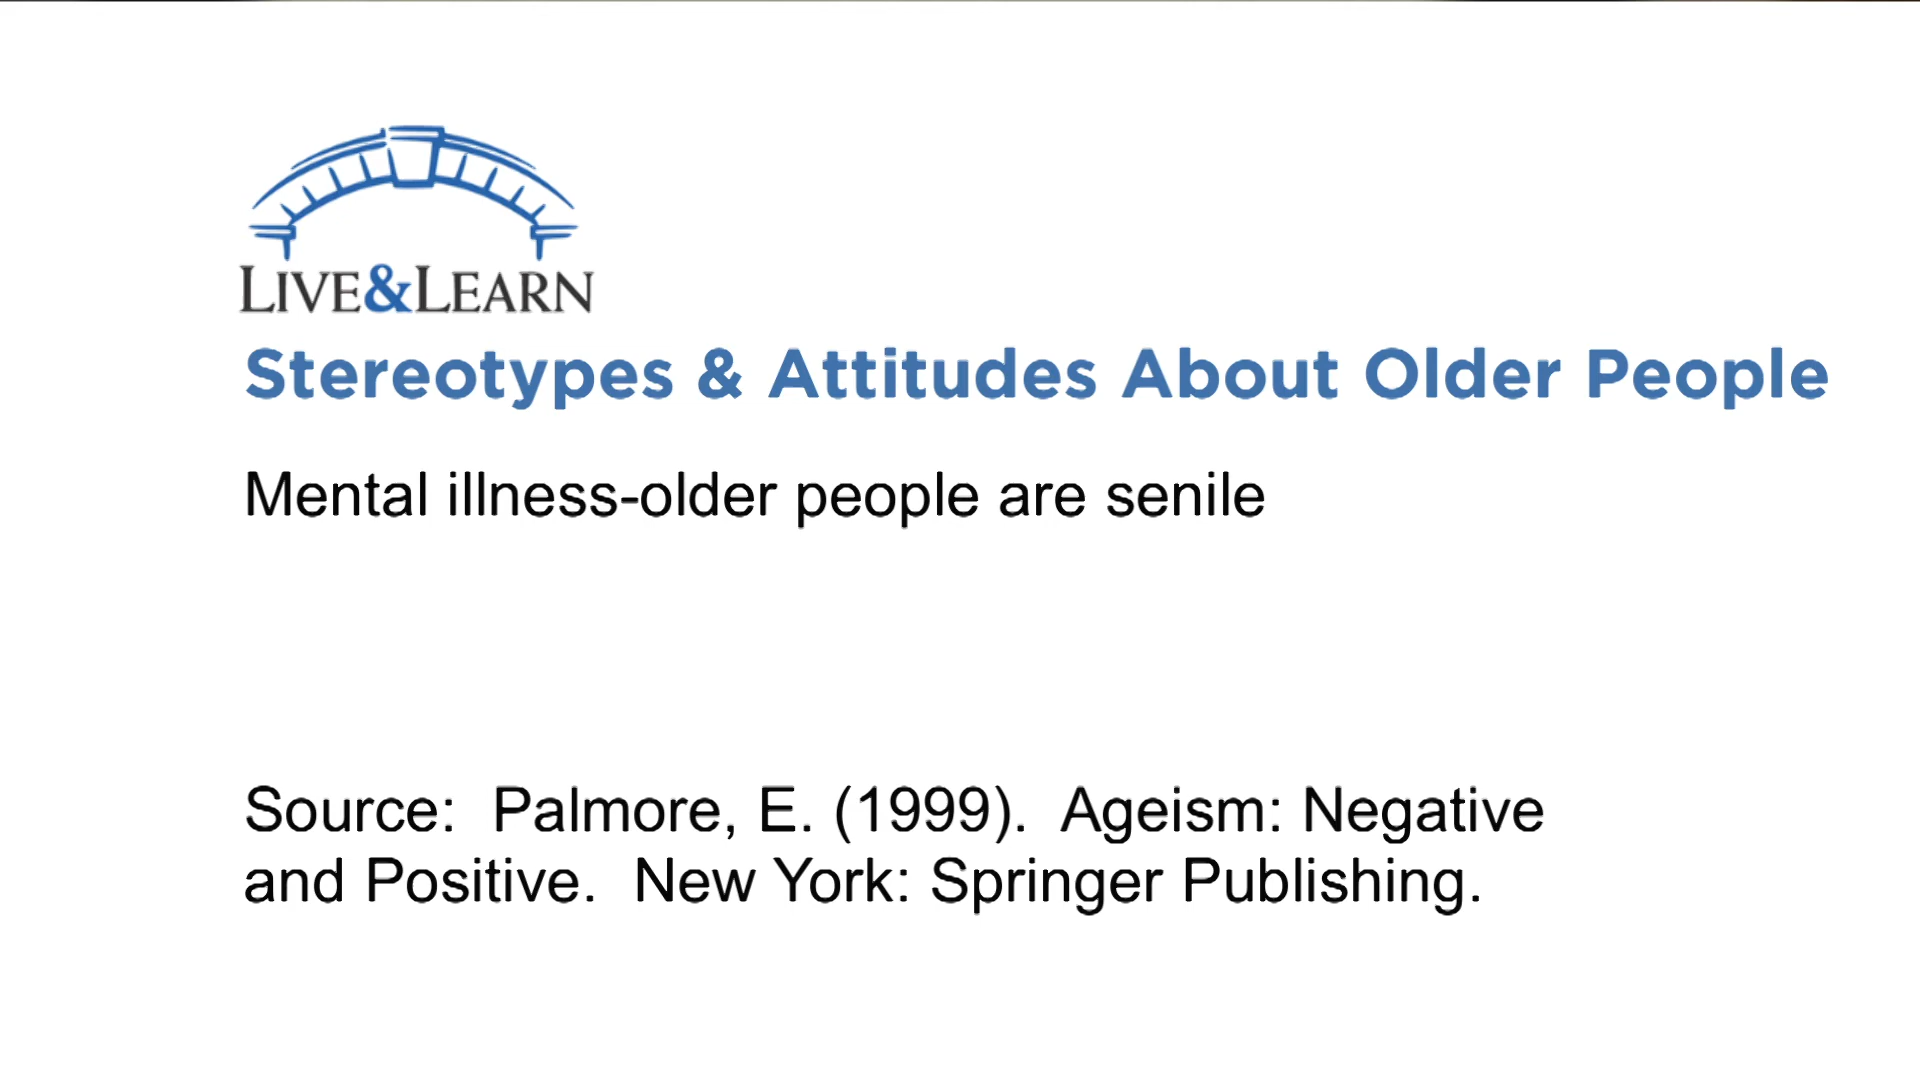 LIVE&LEARN
Stereotypes & Attitudes About Older People
Mental illness-older people are senile
Source:  Palmore, E. (1999).  Ageism: Negative
and Positive.  New York: Springer Publishing.